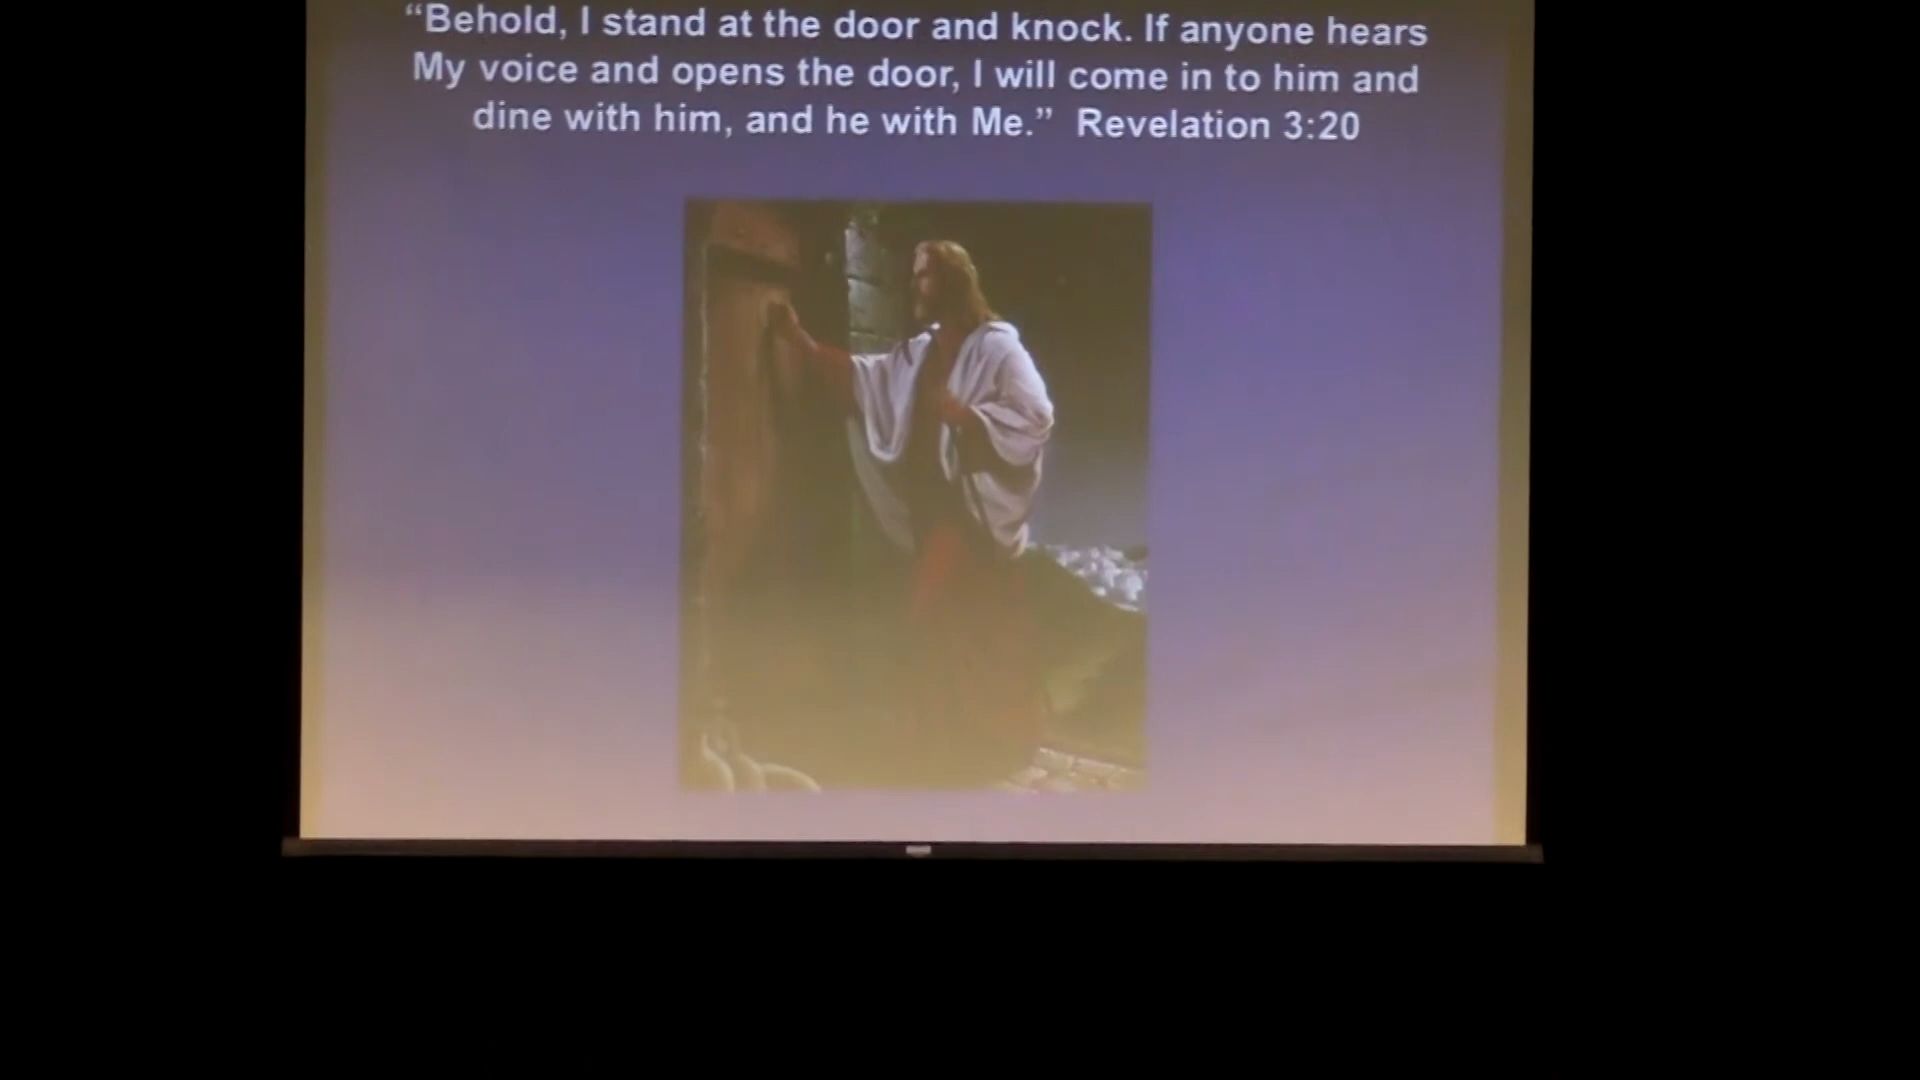 “Behold, I stand at the door and knock. If anyone hears
My voice and opens the door, I will come in to him and
dine with him, and he with Me.” Revelation 3:20